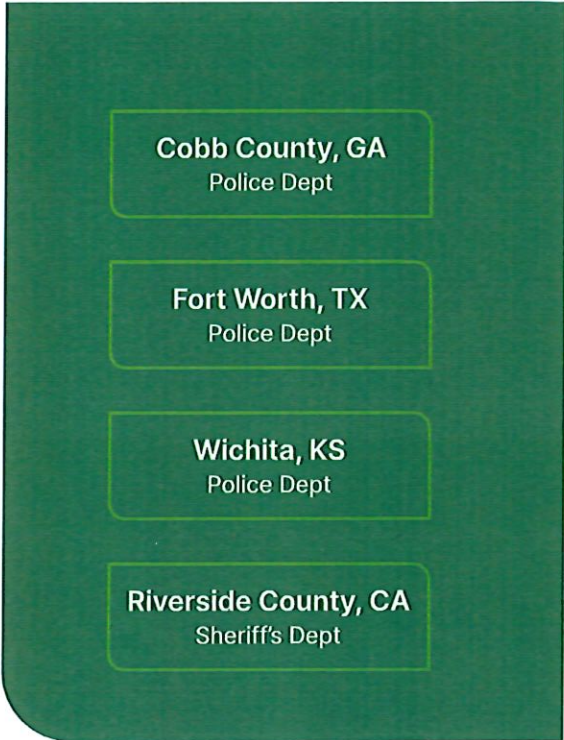 Cobb County, GA
Police Dept
Fort Worth, TX
Police Dept
Wichita, KS
Police Dept
Riverside County, CA
Sheriff's Dept